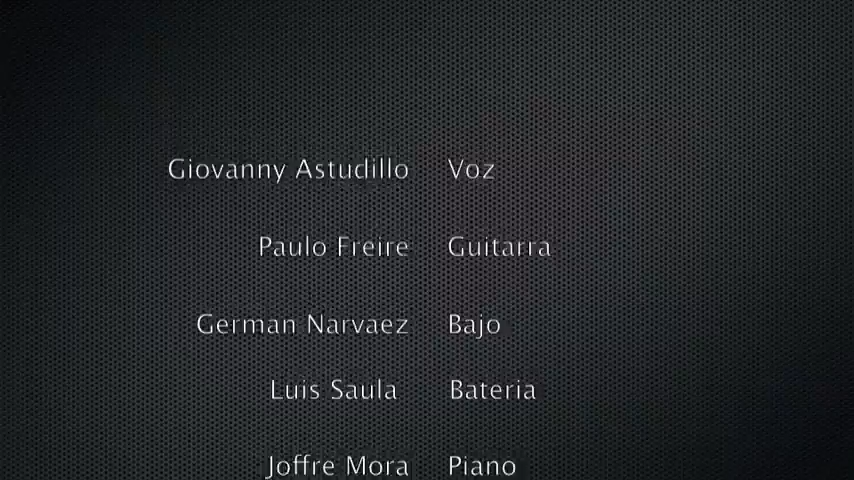 Giovanny Astudillo Voz
Paulo Freire Guitarra
German Narvaez Bajo
Luis Saula Bateria
Joffre Mora Piano